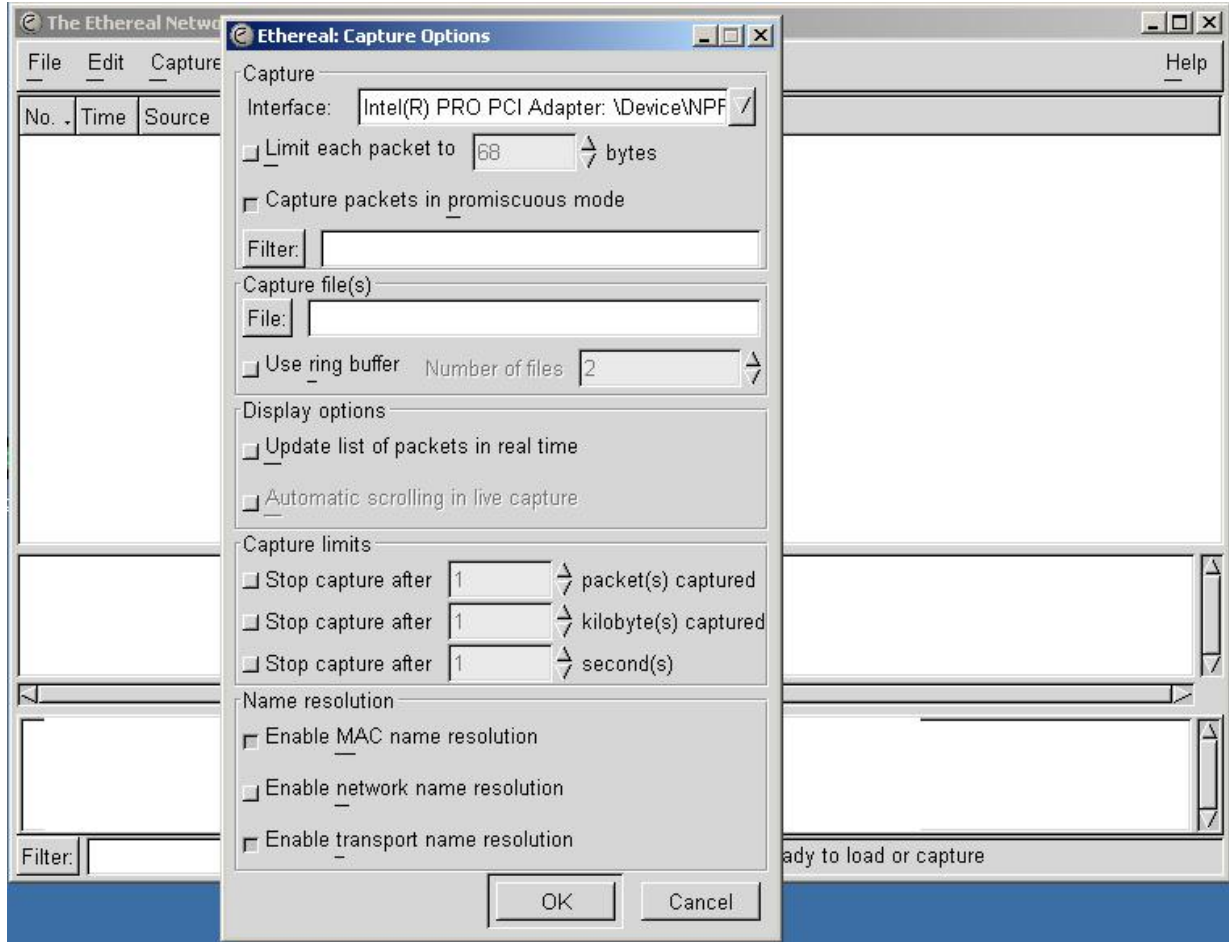 The Ethereal Netwo
File Edit Capture Help
No. Time Source
Filter:
ady to load or capture
Ethereal: Capture Options
Capture
Interface: Intel(R) PRO PCI Adapter: \Device\NPF
Limit each packet to 68 bytes
Capture packets in promiscuous mode
Filter:
Capture file(s)
File:
Use ring buffer Number of files 2
Display options
Update list of packets in real time
Automatic scrolling in live capture
Capture limits
Stop capture after 1 packet(s) captured
Stop capture after 1 kilobyte(s) captured
Stop capture after 1 second(s)
Name resolution
Enable MAC name resolution
Enable network name resolution
Enable transport name resolution
OK Cancel